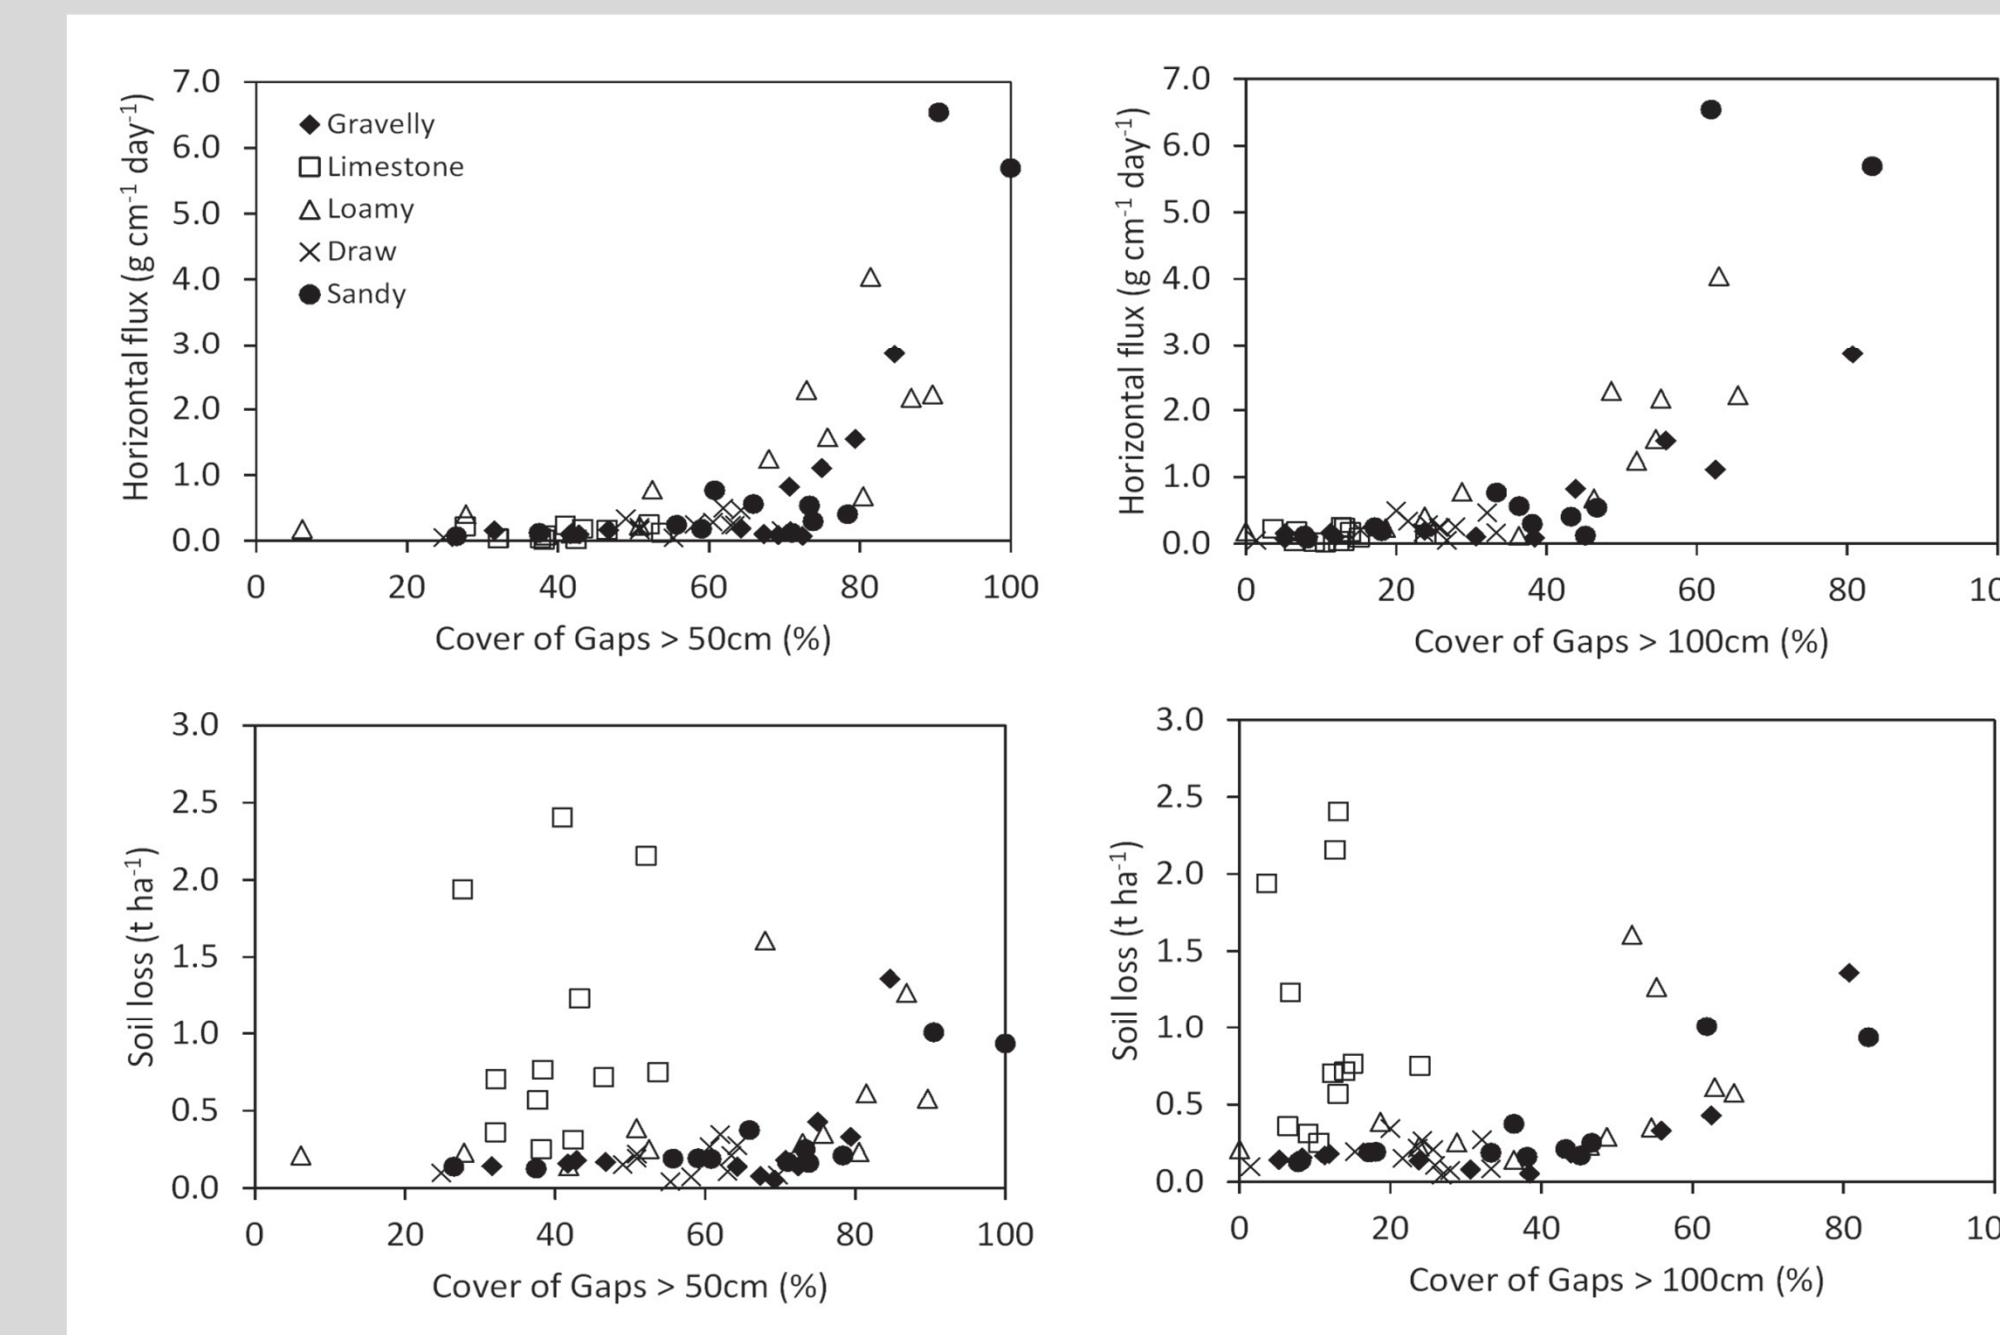 7.0
6.0
5.0
4.0
3.0
2.0
1.0
0.0
Horizontal flux (g cm⁻¹ day⁻¹)
Gravelly
Limestone
Loamy
Draw
Sandy
0 20 40 60 80 100
Cover of Gaps > 50cm (%)
7.0
6.0
5.0
4.0
3.0
2.0
1.0
0.0
Horizontal flux (g cm⁻¹ day⁻¹)
0 20 40 60 80
Cover of Gaps > 100cm (%)
3.0
2.5
2.0
1.5
1.0
0.5
0.0
Soil loss (t ha⁻¹)
0 20 40 60 80 100
Cover of Gaps > 50cm (%)
3.0
2.5
2.0
1.5
1.0
0.5
0.0
Soil loss (t ha⁻¹)
0 20 40 60 80
Cover of Gaps > 100cm (%)